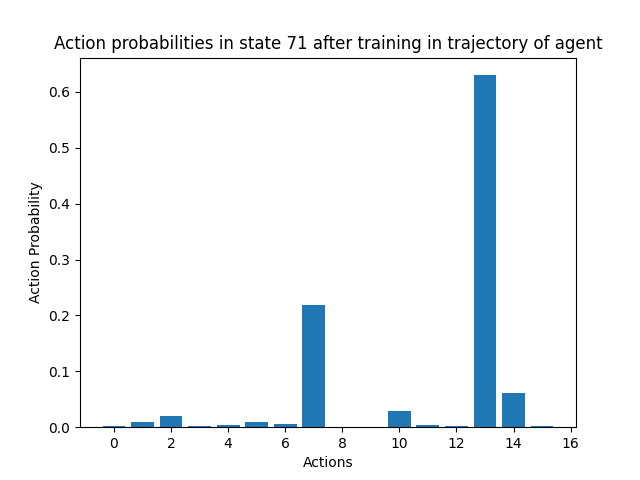 Action probabilities in state 71 after training in trajectory of agent
0.6
0.5
0.4
0.3
0.2
0.1
0.0
Action Probability
0 2 4 6 8 10 12 14 16
Actions